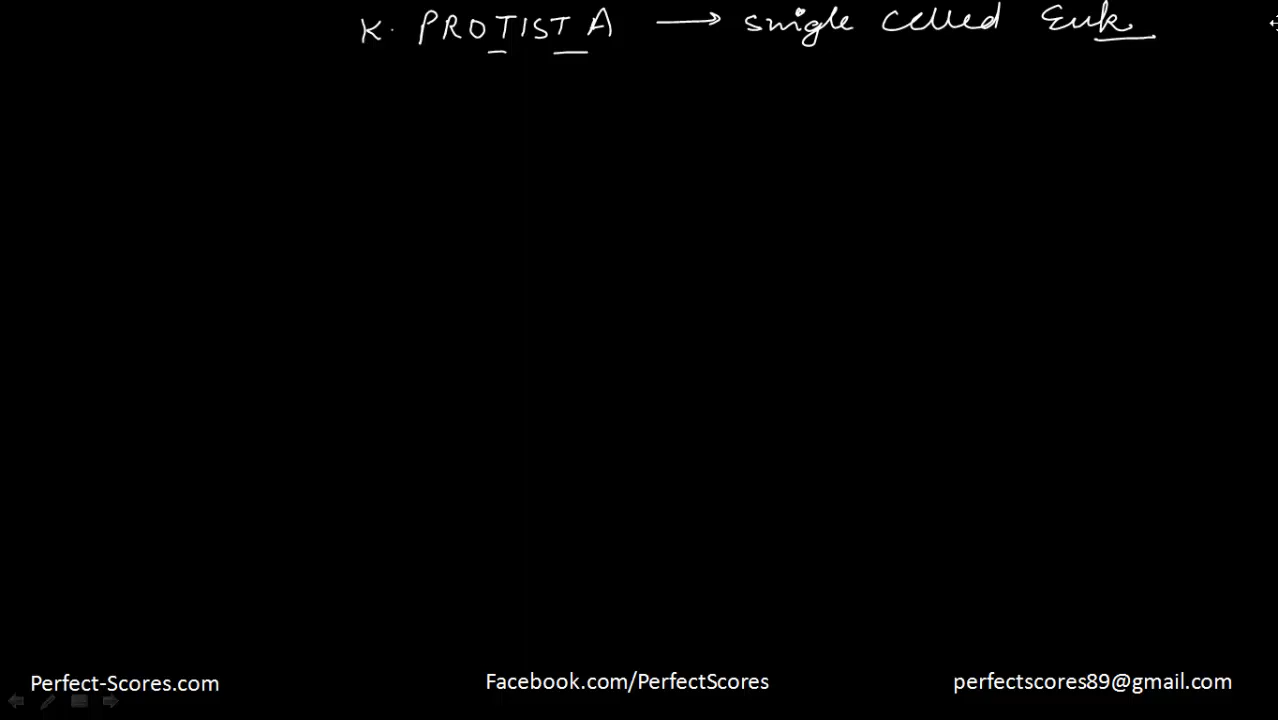 K. PROTISTA → single celled Euk
Perfect-Scores.com
Facebook.com/PerfectScores
perfectscores89@gmail.com